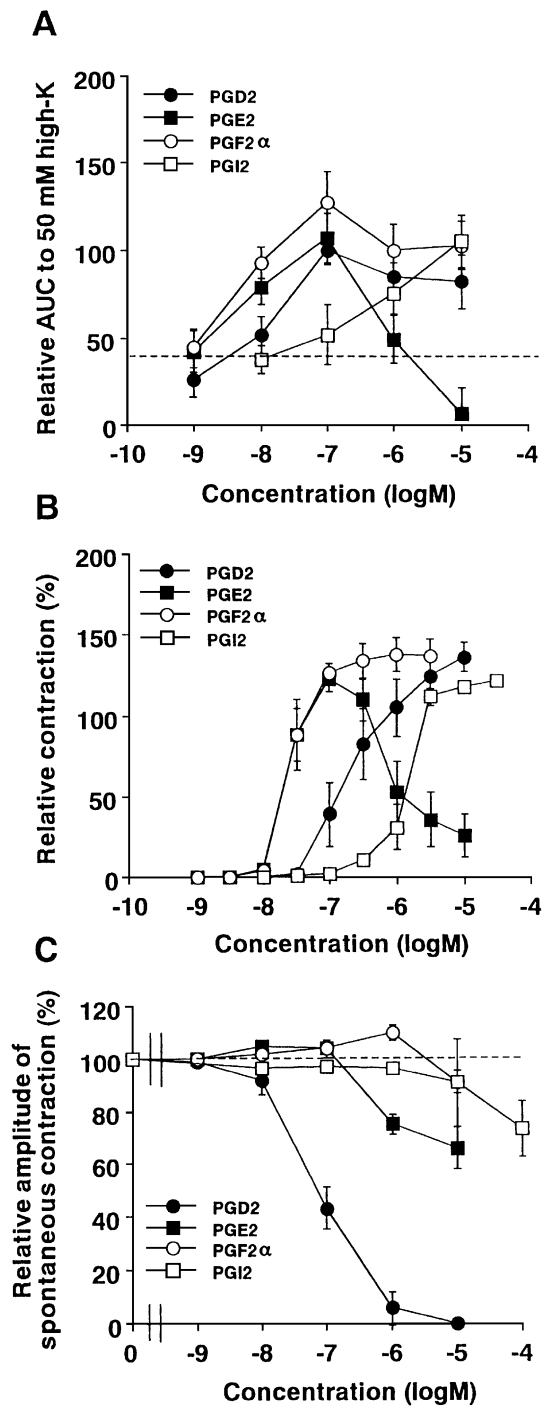 A
Relative AUC to 50 mM high-K
200
150
100
50
0
PGD2
PGE2
PGF2α
PGI2
-10 -9 -8 -7 -6 -5 -4
Concentration (logM)
B
Relative contraction (%)
200
150
100
50
0
PGD2
PGE2
PGF2α
PGI2
-10 -9 -8 -7 -6 -5 -4
Concentration (logM)
C
Relative amplitude of
spontaneous contraction (%)
120
100
80
60
40
20
0
PGD2
PGE2
PGF2α
PGI2
0 -9 -8 -7 -6 -5 -4
Concentration (logM)